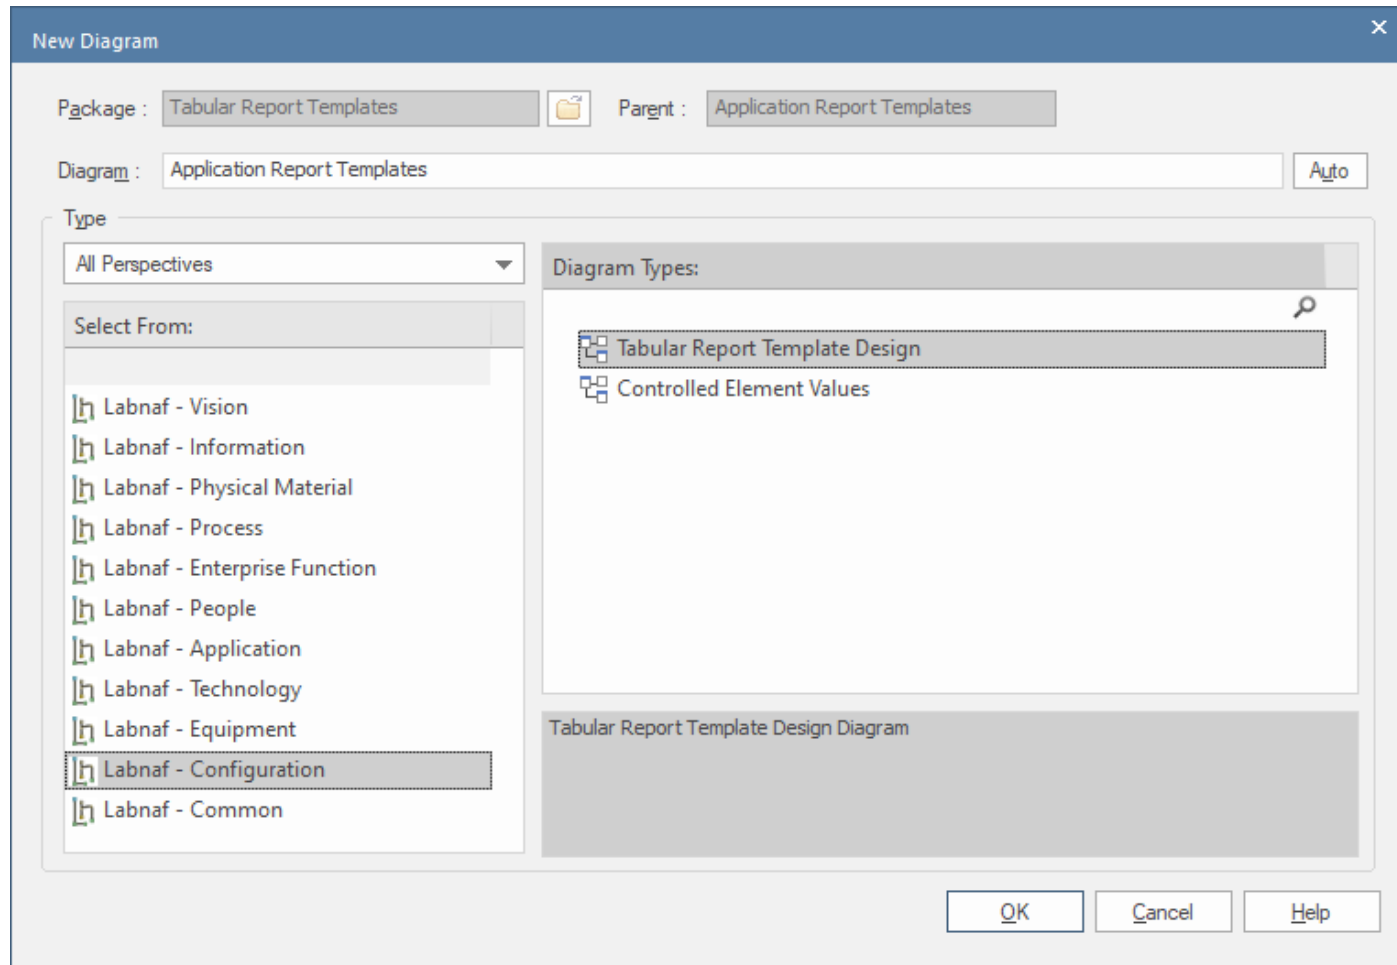 New Diagram
Package : Tabular Report Templates Parent : Application Report Templates
Diagram : Application Report Templates Auto
Type
All Perspectives
Select From:
Labnaf - Vision
Labnaf - Information
Labnaf - Physical Material
Labnaf - Process
Labnaf - Enterprise Function
Labnaf - People
Labnaf - Application
Labnaf - Technology
Labnaf - Equipment
Labnaf - Configuration
Labnaf - Common
Diagram Types:
Tabular Report Template Design
Controlled Element Values
Tabular Report Template Design Diagram
OK Cancel Help